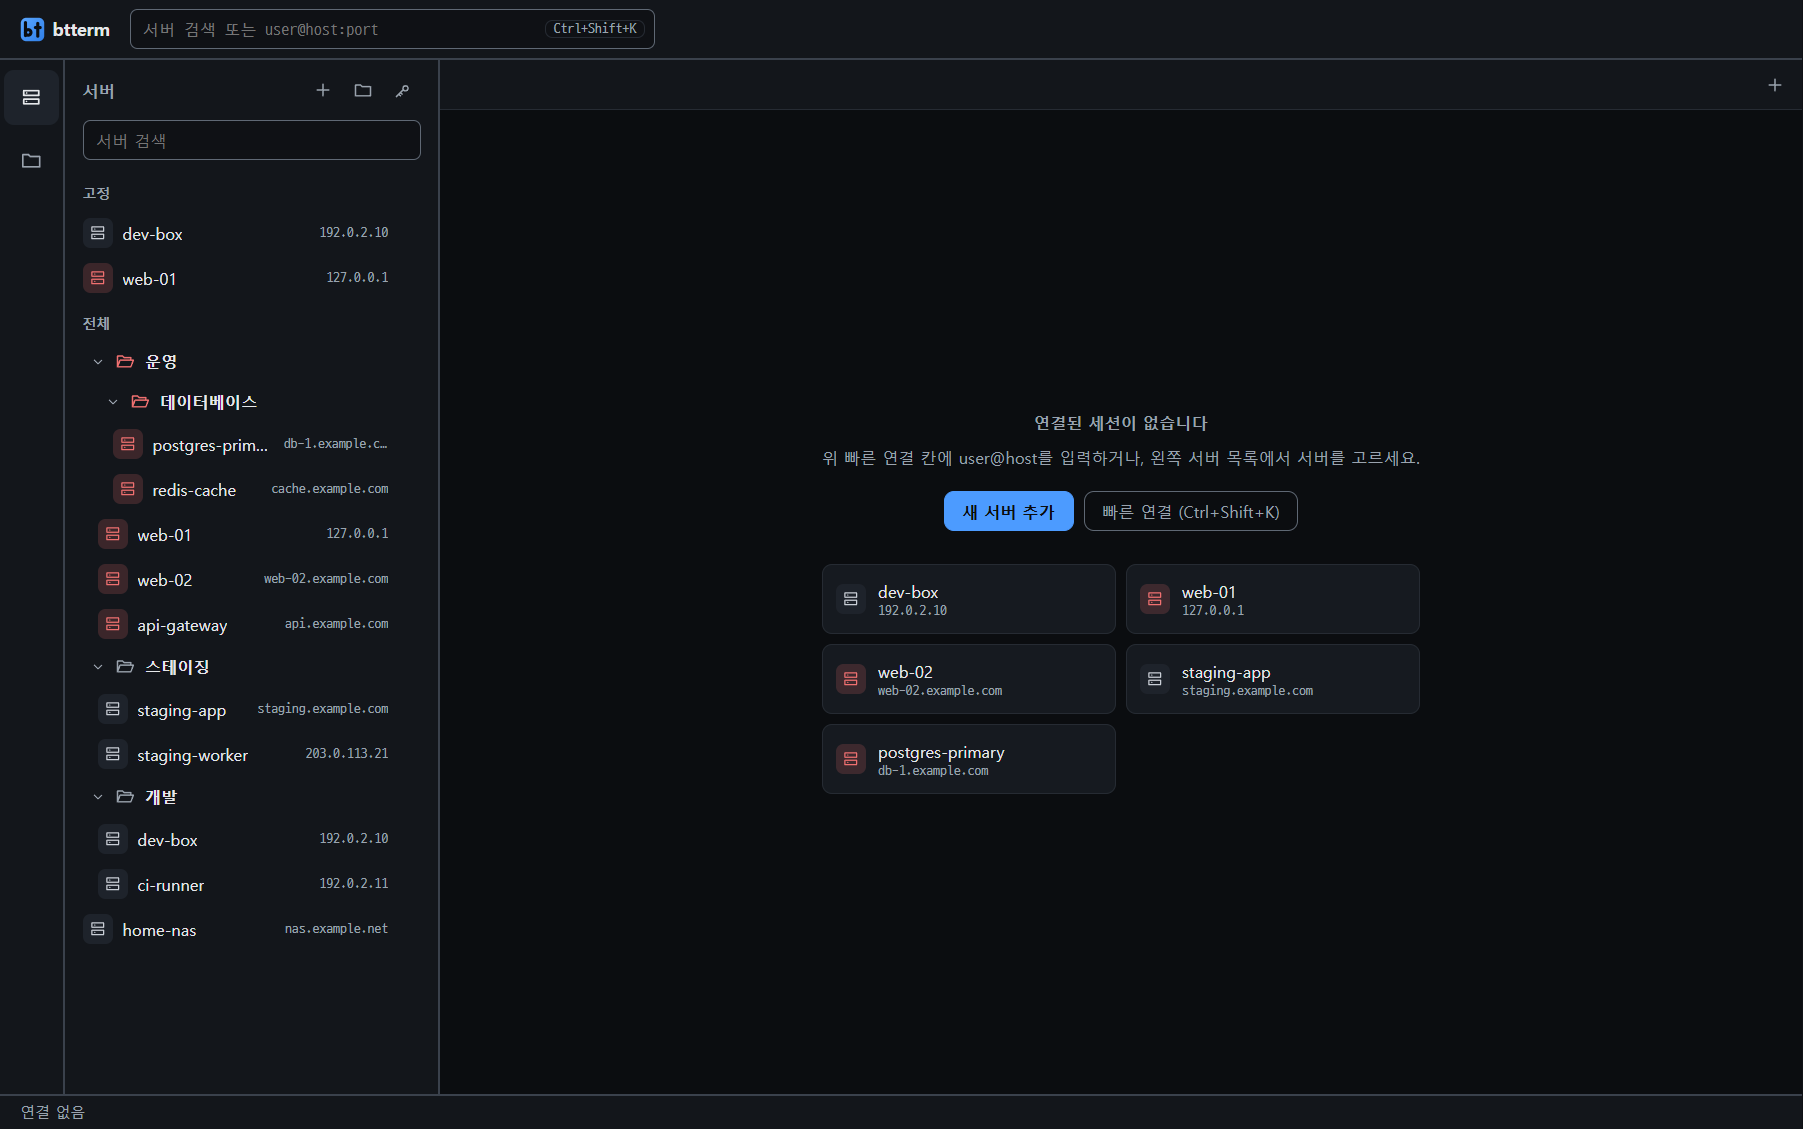 bt btterm
서버 검색 또는 user@host:port
Ctrl+Shift+K
서버
서버 검색
고정
dev-box 192.0.2.10
web-01 127.0.0.1
전체
운영
데이터베이스
postgres-prim... db-1.example.c…
redis-cache cache.example.com
web-01 127.0.0.1
web-02 web-02.example.com
api-gateway api.example.com
스테이징
staging-app staging.example.com
staging-worker 203.0.113.21
개발
dev-box 192.0.2.10
ci-runner 192.0.2.11
home-nas nas.example.net
연결된 세션이 없습니다
위 빠른 연결 칸에 user@host를 입력하거나, 왼쪽 서버 목록에서 서버를 고르세요.
새 서버 추가
빠른 연결 (Ctrl+Shift+K)
dev-box
192.0.2.10
web-01
127.0.0.1
web-02
web-02.example.com
staging-app
staging.example.com
postgres-primary
db-1.example.com
연결 없음